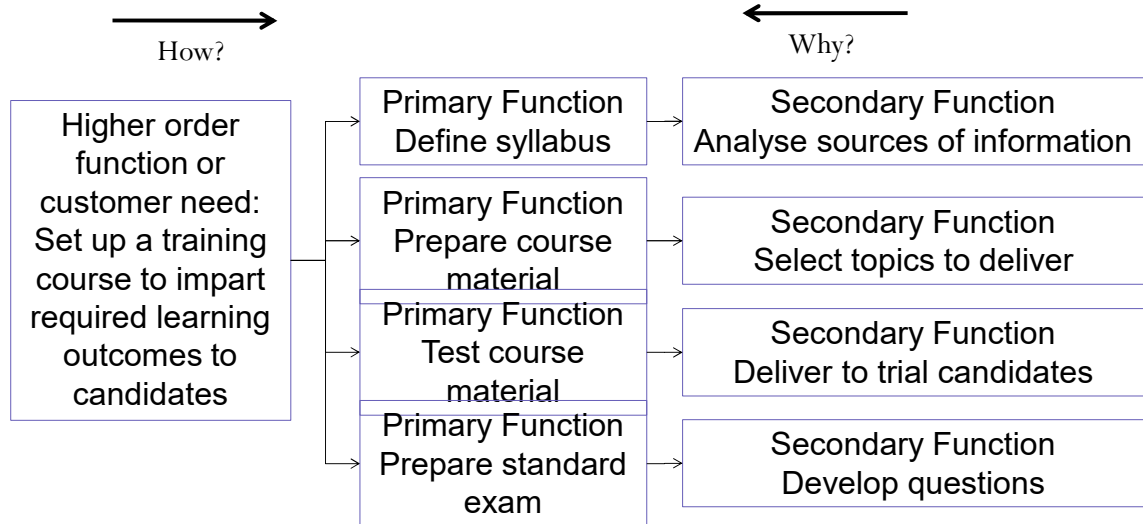 How?
Why?
Higher order
function or
customer need:
Set up a training
course to impart
required learning
outcomes to
candidates
Primary Function
Define syllabus
Secondary Function
Analyse sources of information
Primary Function
Prepare course
material
Secondary Function
Select topics to deliver
Primary Function
Test course
material
Secondary Function
Deliver to trial candidates
Primary Function
Prepare standard
exam
Secondary Function
Develop questions